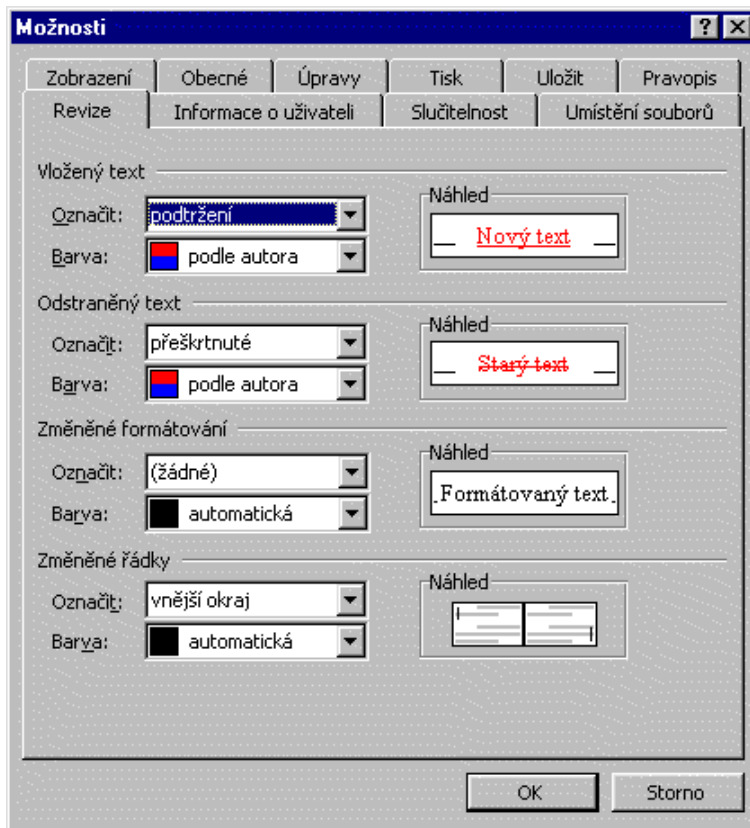 Možnosti
Zobrazení Obecné Úpravy Tisk Uložit Pravopis
Revize Informace o uživateli Slučitelnost Umístění souborů
Vložený text
Označit: podtržení
Barva: podle autora
Náhled
Nový text
Odstraněný text
Označit: přeškrtnuté
Barva: podle autora
Náhled
Starý text
Změněné formátování
Označit: (žádné)
Barva: automatická
Náhled
Formátovaný text
Změněné řádky
Označit: vnější okraj
Barva: automatická
Náhled
OK Storno